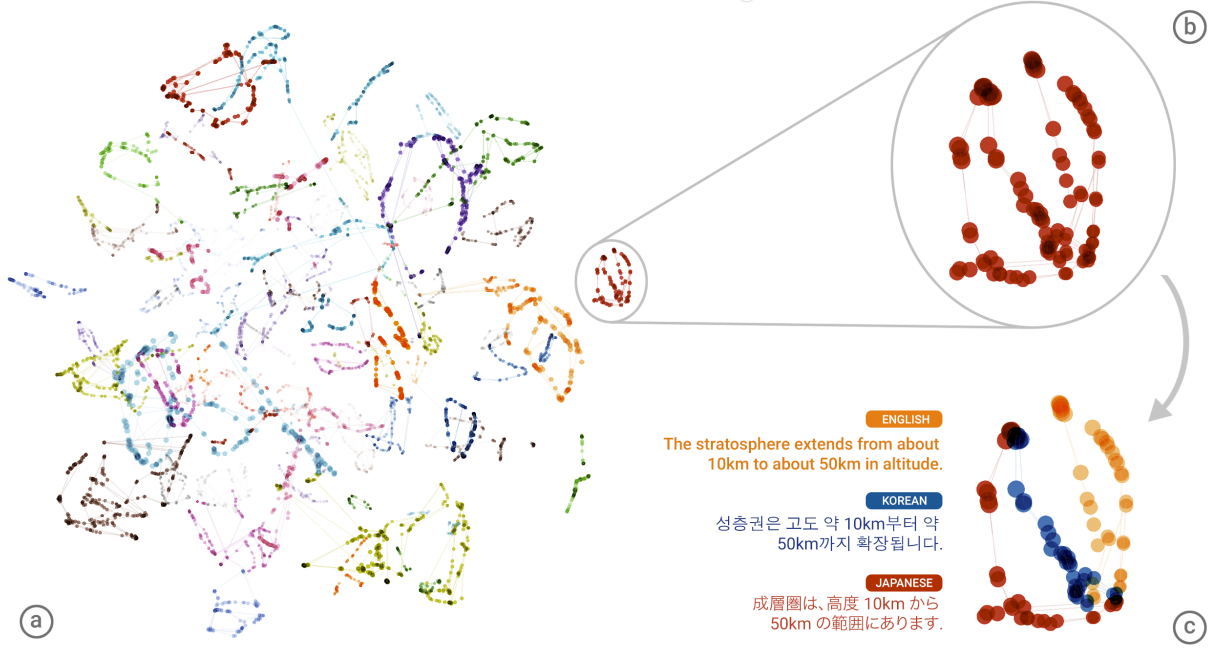 b
ENGLISH
The stratosphere extends from about
10km to about 50km in altitude.
KOREAN
성층권은 고도 약 10km부터 약
50km까지 확장됩니다.
JAPANESE
成層圏は、高度 10km から
50km の範囲にあります。
a
c